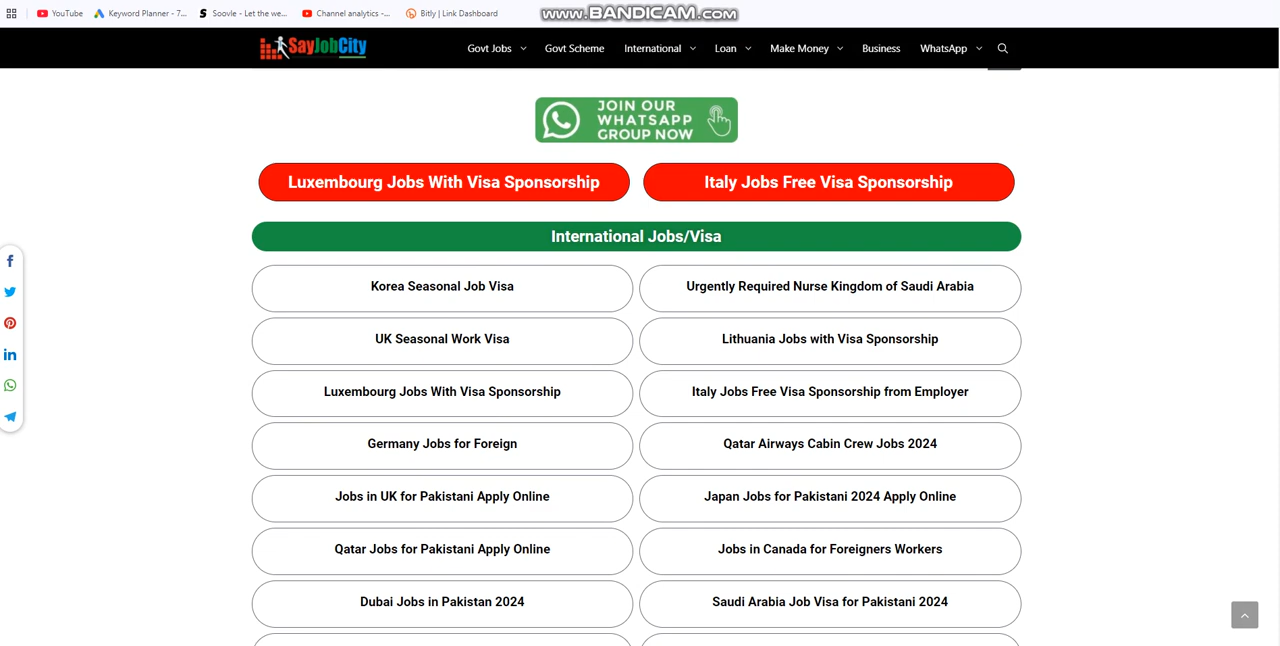 YouTube
Keyword Planner - 7...
Soovle - Let the we...
Channel analytics -...
Bitly | Link Dashboard
www.BANDICAM.com
SayJobCity
Govt Jobs
Govt Scheme
International
Loan
Make Money
Business
WhatsApp
JOIN OUR
WHATSAPP
GROUP NOW
Luxembourg Jobs With Visa Sponsorship
Italy Jobs Free Visa Sponsorship
International Jobs/Visa
Korea Seasonal Job Visa
Urgently Required Nurse Kingdom of Saudi Arabia
UK Seasonal Work Visa
Lithuania Jobs with Visa Sponsorship
Luxembourg Jobs With Visa Sponsorship
Italy Jobs Free Visa Sponsorship from Employer
Germany Jobs for Foreign
Qatar Airways Cabin Crew Jobs 2024
Jobs in UK for Pakistani Apply Online
Japan Jobs for Pakistani 2024 Apply Online
Qatar Jobs for Pakistani Apply Online
Jobs in Canada for Foreigners Workers
Dubai Jobs in Pakistan 2024
Saudi Arabia Job Visa for Pakistani 2024